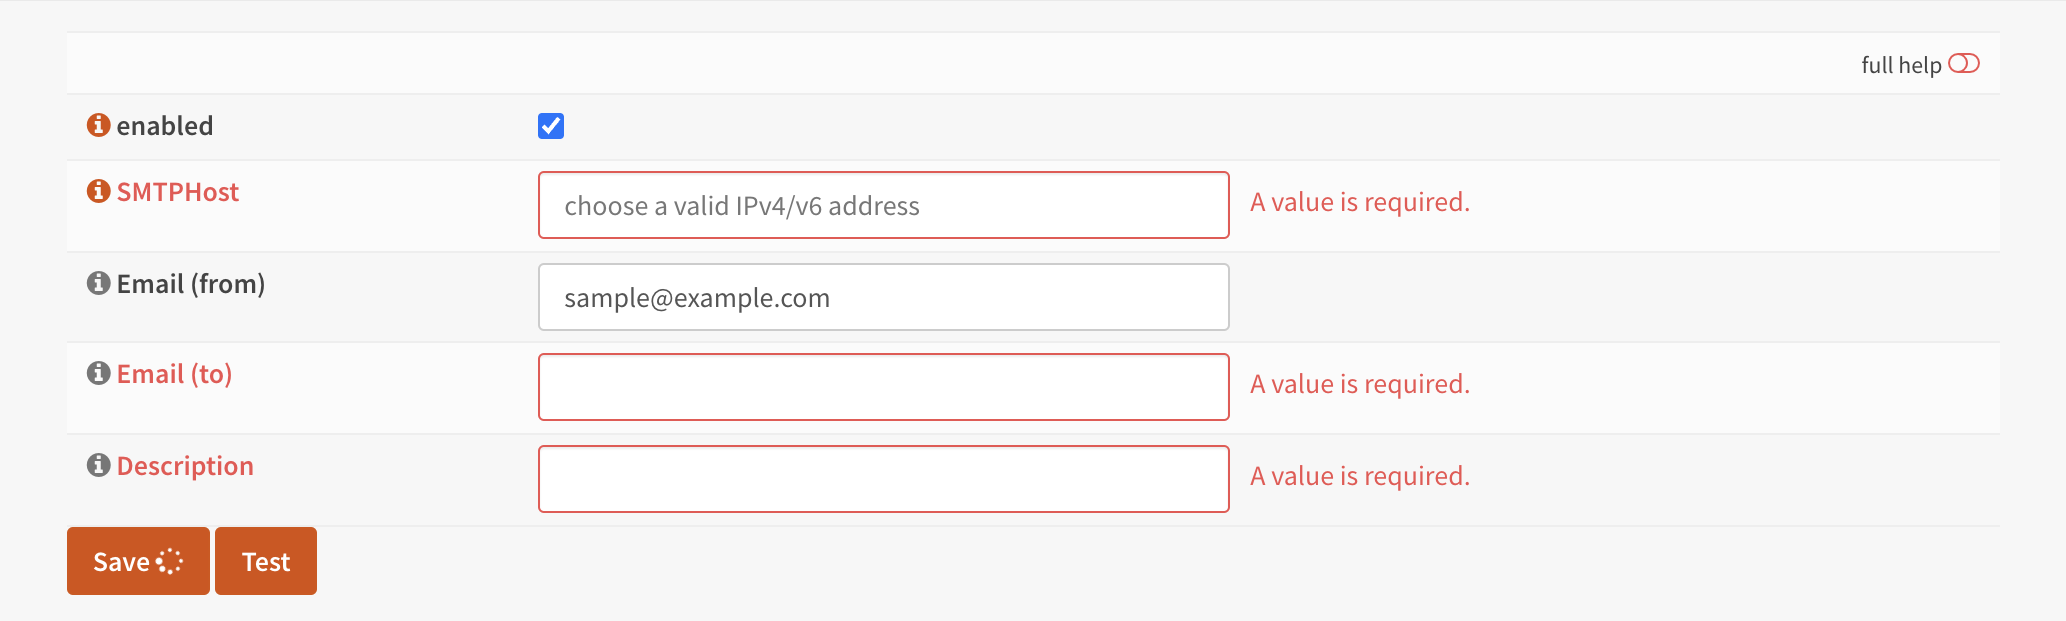 full help
enabled
SMTPHost
choose a valid IPv4/v6 address
A value is required.
Email (from)
sample@example.com
Email (to)
A value is required.
Description
A value is required.
Save
Test